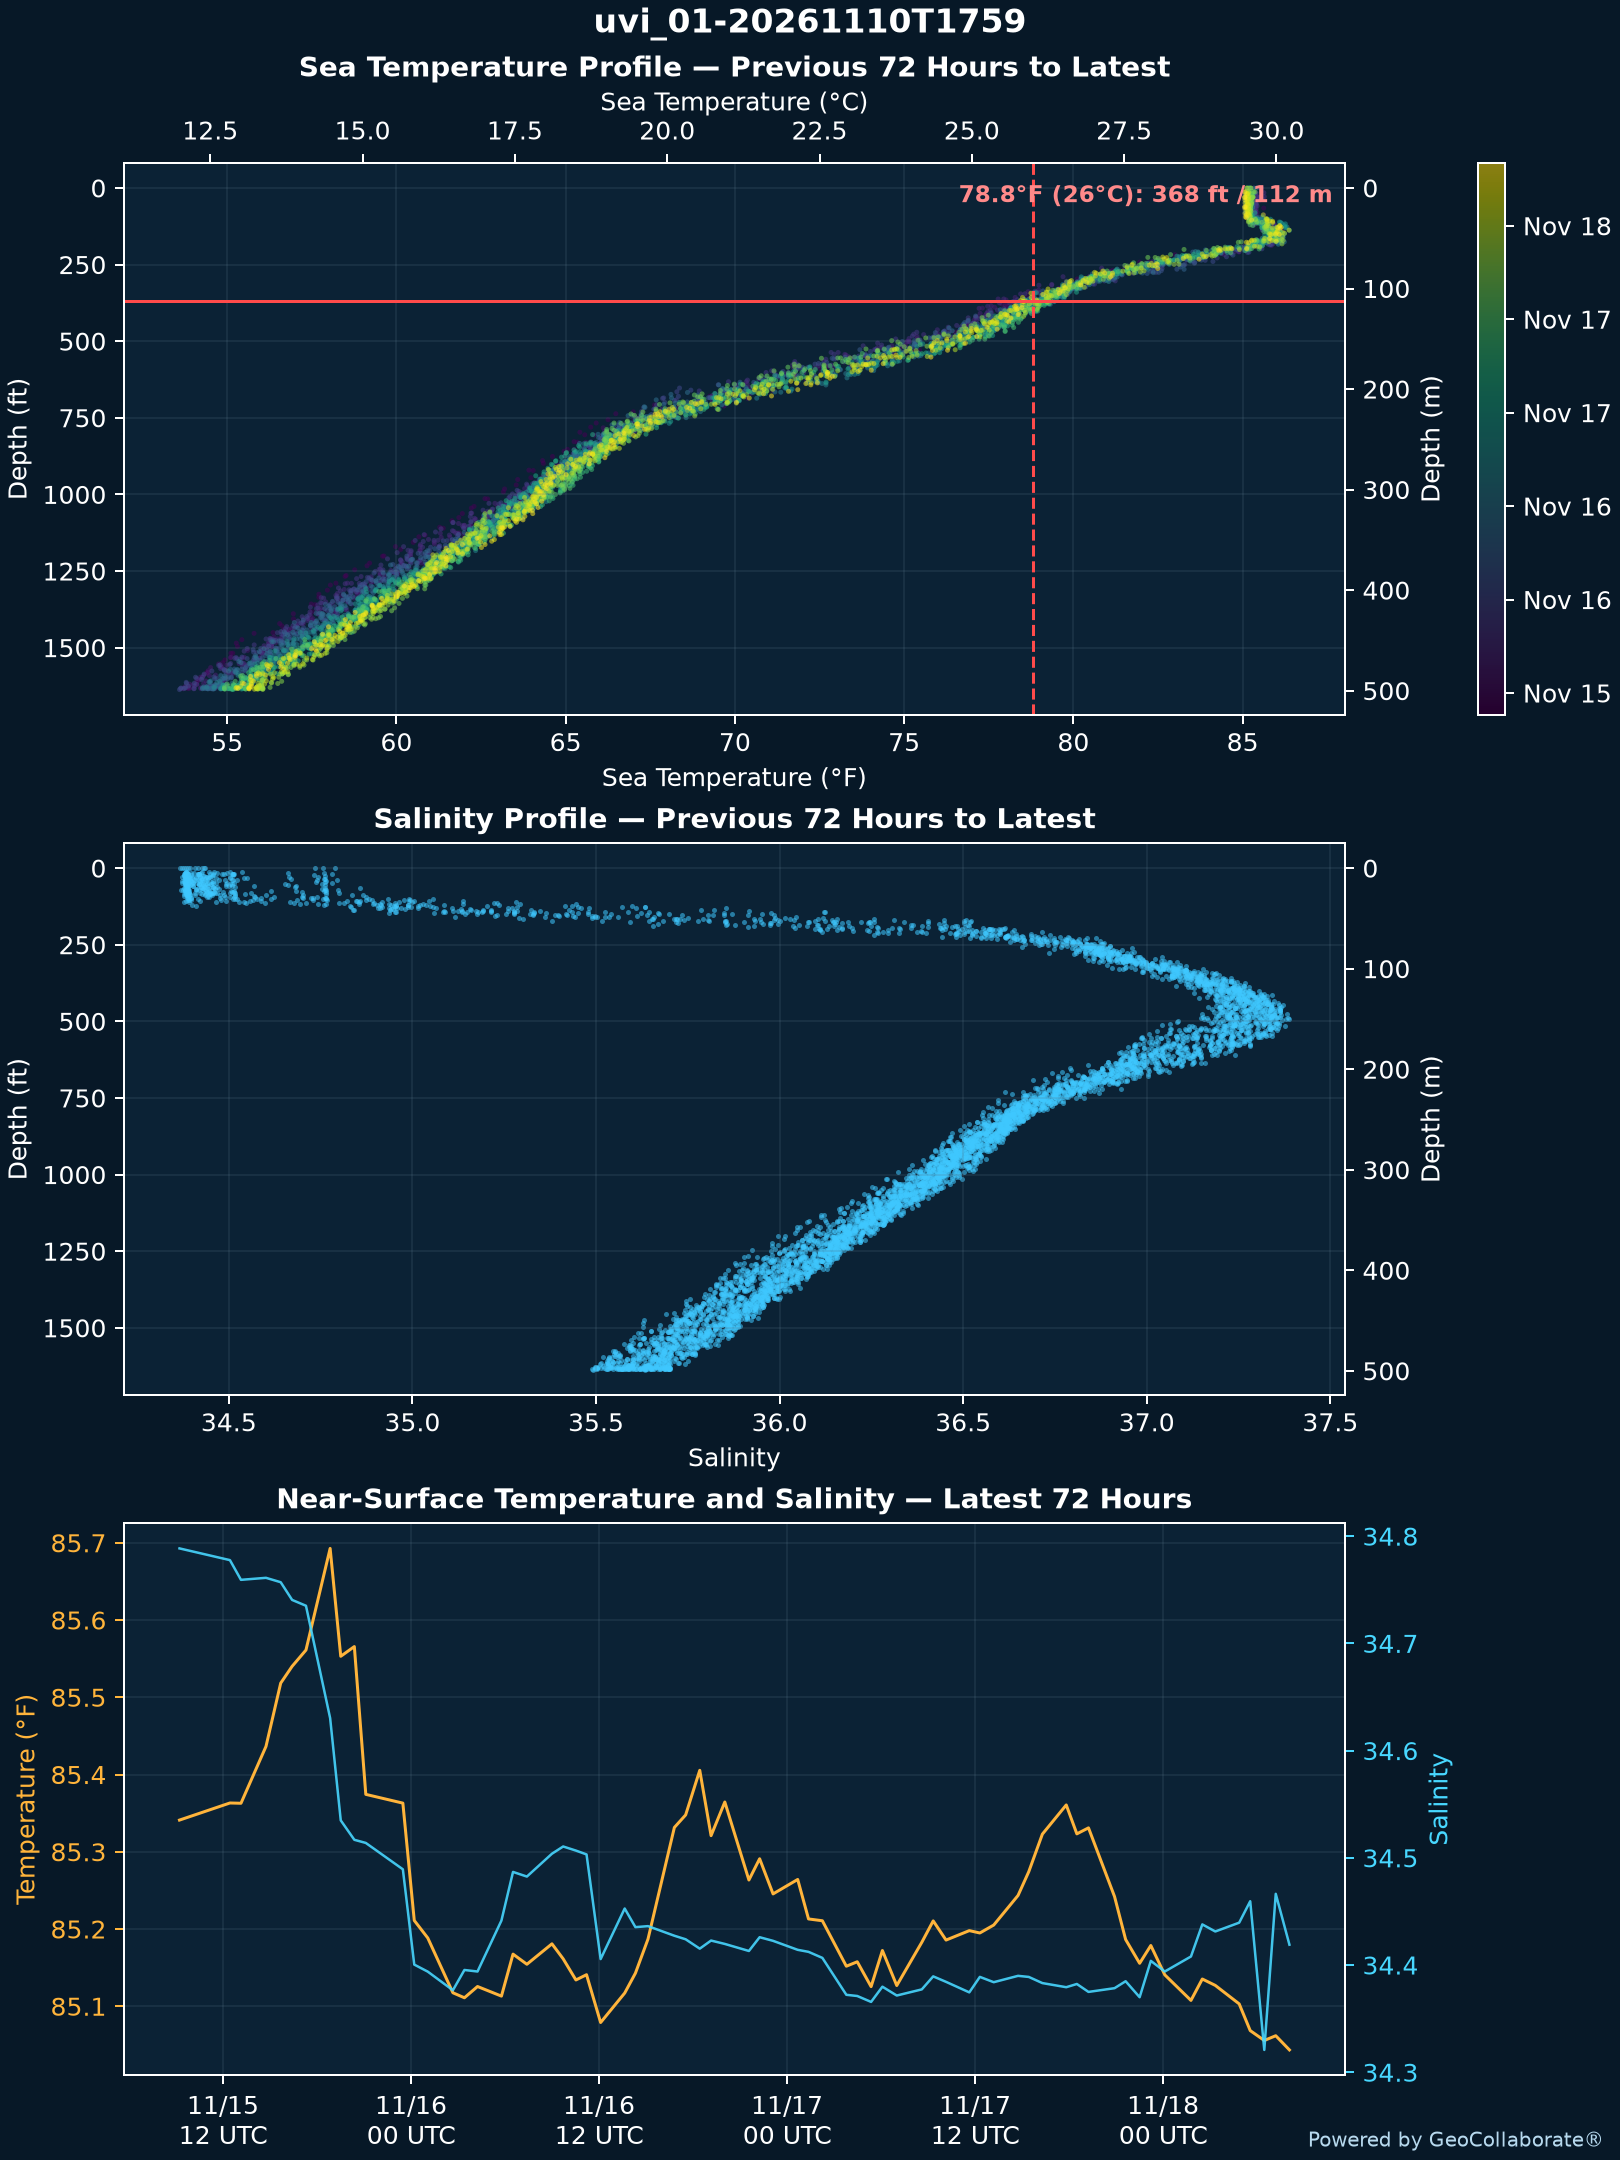 uvi_01-20261110T1759
Sea Temperature Profile — Previous 72 Hours to Latest
Sea Temperature (°C)
12.5 15.0 17.5 20.0 22.5 25.0 27.5 30.0
78.8°F (26°C): 368 ft / 112 m
Depth (ft)
0
250
500
750
1000
1250
1500
Depth (m)
0
100
200
300
400
500
Nov 18
Nov 17
Nov 17
Nov 16
Nov 16
Nov 15
55 60 65 70 75 80 85
Sea Temperature (°F)
Salinity Profile — Previous 72 Hours to Latest
Depth (ft)
0
250
500
750
1000
1250
1500
Depth (m)
0
100
200
300
400
500
34.5 35.0 35.5 36.0 36.5 37.0 37.5
Salinity
Near-Surface Temperature and Salinity — Latest 72 Hours
Temperature (°F)
85.7
85.6
85.5
85.4
85.3
85.2
85.1
Salinity
34.8
34.7
34.6
34.5
34.4
34.3
11/15 11/16 11/16 11/17 11/17 11/18
12 UTC 00 UTC 12 UTC 00 UTC 12 UTC 00 UTC
Powered by GeoCollaborate®